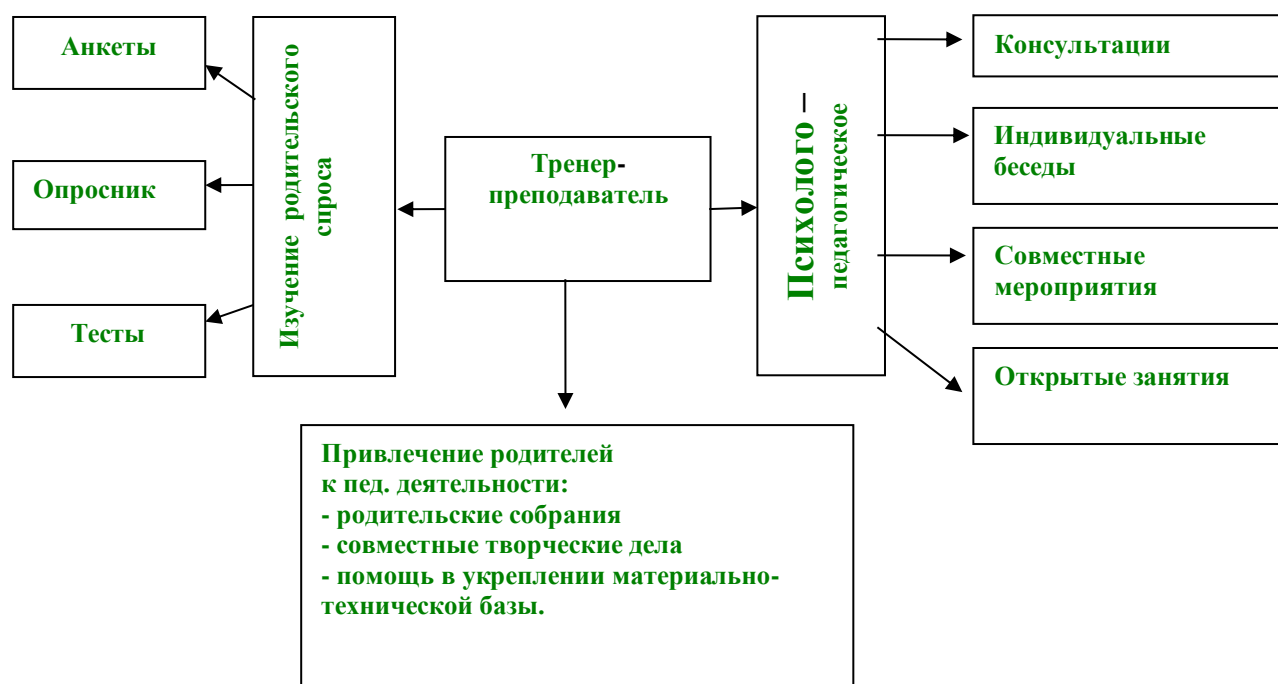 Анкеты
Опросник
Тесты
Изучение родительского
спроса
Тренер-
преподаватель
Психолого –
педагогическое
Консультации
Индивидуальные
беседы
Совместные
мероприятия
Открытые занятия
Привлечение родителей
к пед. деятельности:
- родительские собрания
- совместные творческие дела
- помощь в укреплении материально-
технической базы.